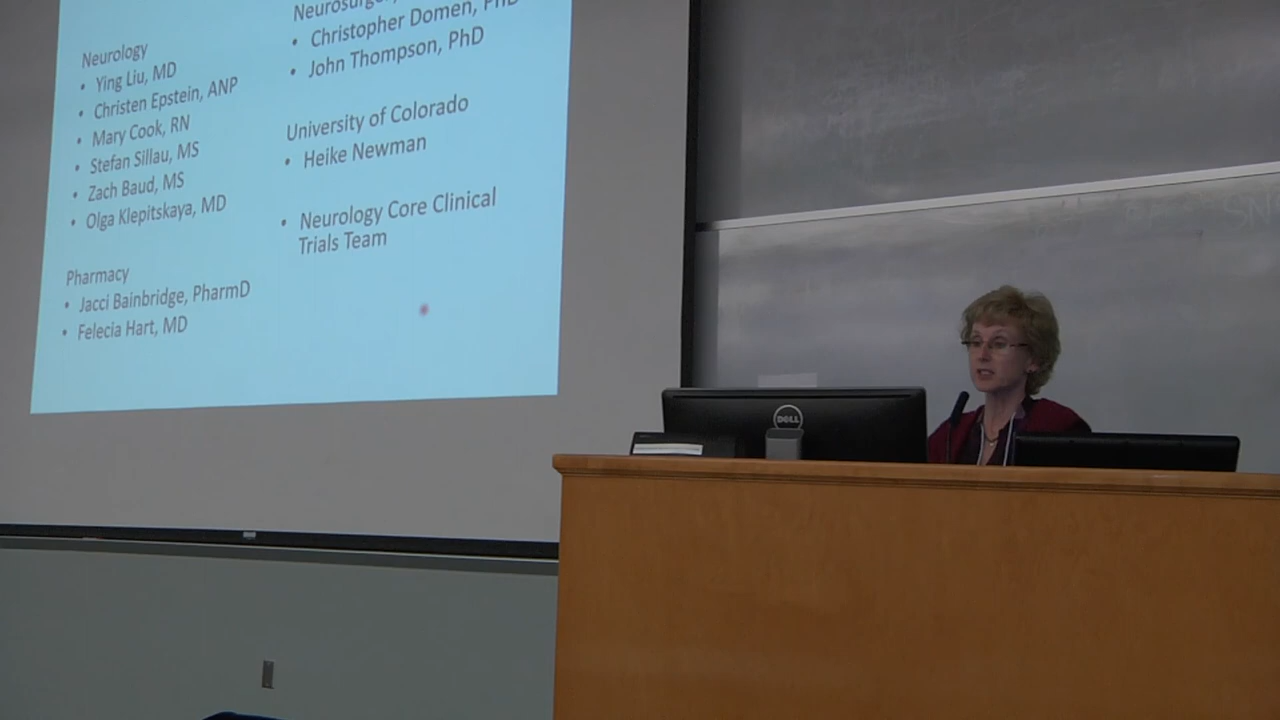 Neurology
• Ying Liu, MD
• Christen Epstein, ANP
• Mary Cook, RN
• Stefan Sillau, MS
• Zach Baud, MS
• Olga Klepitskaya, MD
Pharmacy
• Jacci Bainbridge, PharmD
• Felecia Hart, MD
• Christopher Domen, PhD
• John Thompson, PhD
University of Colorado
• Heike Newman
• Neurology Core Clinical
Trials Team
DELL